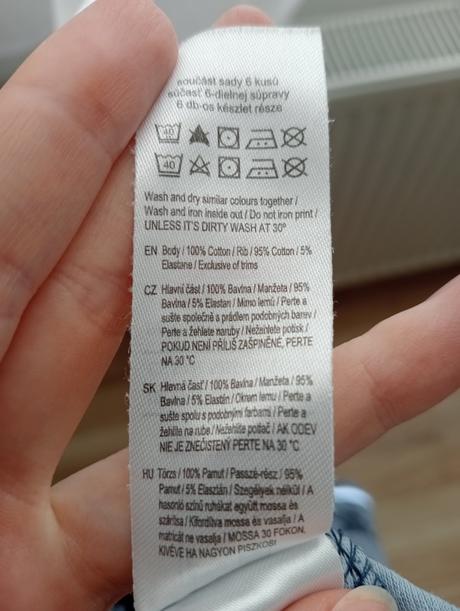 součást sady 6 kusů
súčasť 6-dielnej súpravy
6 db-os készlet része
40
40
Wash and dry similar colours together /
Wash and iron inside out / Do not iron print /
UNLESS IT'S DIRTY WASH AT 30°
EN Body / 100% Cotton / Rib / 95% Cotton / 5%
Elastane / Exclusive of trims
CZ Hlavní část / 100% Bavlna / Manžeta / 95%
Bavlna / 5% Elastan / Mimo lemů / Perte a
sušte společně s prádlem podobných barev /
Perte a žehlete naruby / Nežehlete potisk /
POKUD NENÍ PŘÍLIŠ ZAŠPINĚNÉ, PERTE
NA 30 °C
SK Hlavná časť / 100% Bavlna / Manžeta / 95%
Bavlna / 5% Elastín / Okrem lemu / Perte a
sušte spolu s podobnými farbami / Perte a
žehlite na rube / Nežehlite potlač / AK ODEV
NIE JE ZNEČISTENÝ PERTE NA 30 °C
HU Törzs / 100% Pamut / Passzé-rész / 95%
Pamut / 5% Elasztán / Szegélyek nélkül / A
hasonló színű ruhákat együtt mossa és
szárítsa / Kifordítva mossa és vasalja / A
matricát ne vasalja / MOSSA 30 FOKON,
KIVÉVE HA NAGYON PISZKOS!